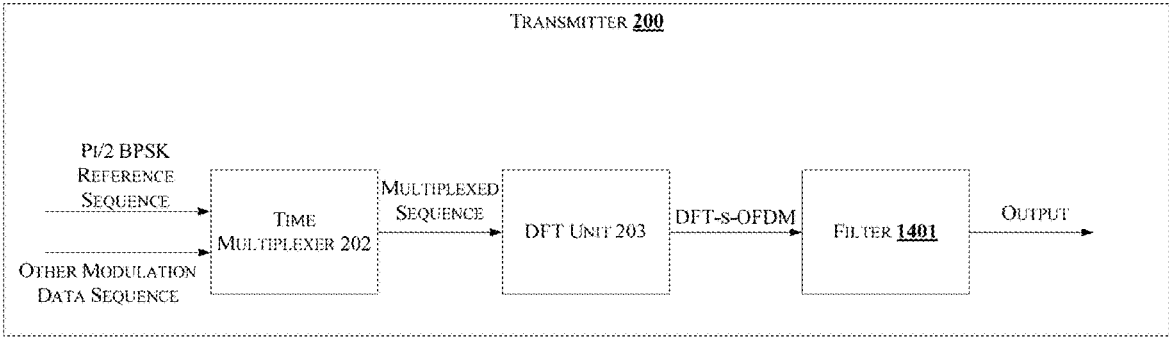 TRANSMITTER 200
PI/2 BPSK
REFERENCE
SEQUENCE
OTHER MODULATION
DATA SEQUENCE
TIME
MULTIPLEXER 202
MULTIPLEXED
SEQUENCE
DFT UNIT 203
DFT-S-OFDM
FILTER 1401
OUTPUT